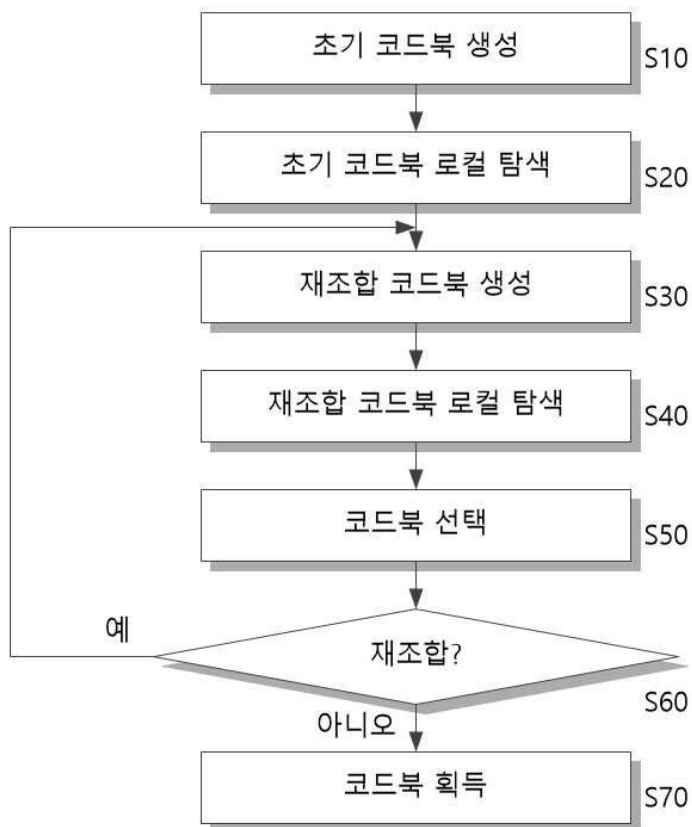 초기 코드북 생성
S10
초기 코드북 로컬 탐색
S20
재조합 코드북 생성
S30
재조합 코드북 로컬 탐색
S40
코드북 선택
S50
예
재조합?
S60
아니오
코드북 획득
S70